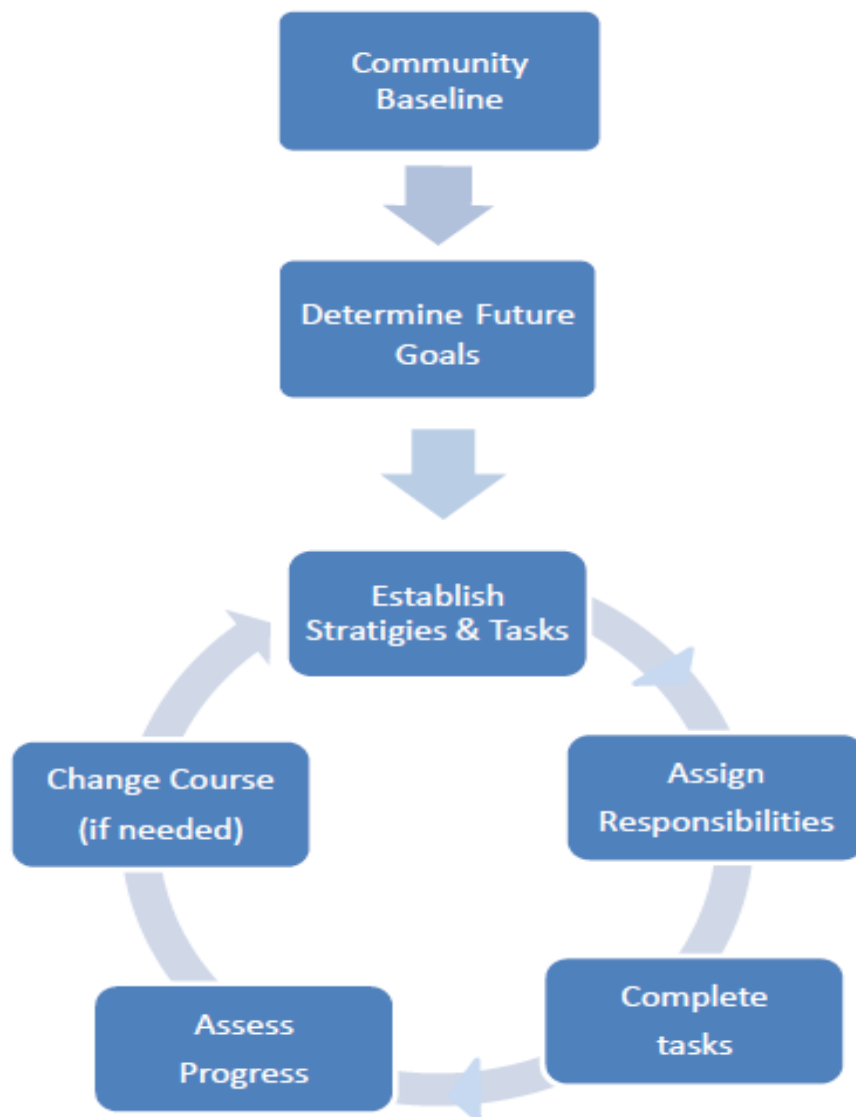 Community
Baseline
Determine Future
Goals
Establish
Stratigies & Tasks
Assign
Responsibilities
Complete
tasks
Assess
Progress
Change Course
(if needed)